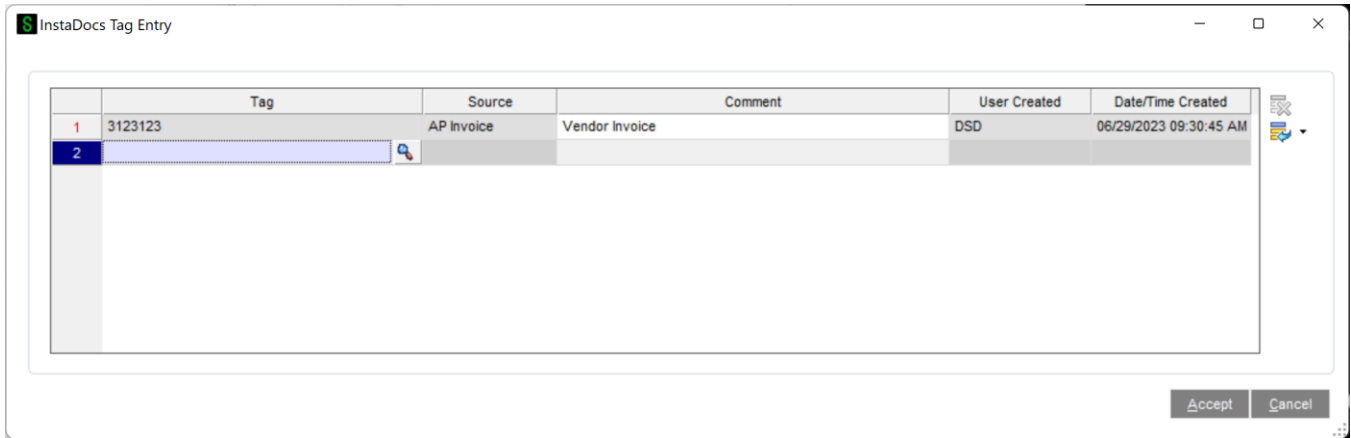 InstaDocs Tag Entry
Tag Source Comment User Created Date/Time Created
1 3123123 AP Invoice Vendor Invoice DSD 06/29/2023 09:30:45 AM
2
Accept Cancel